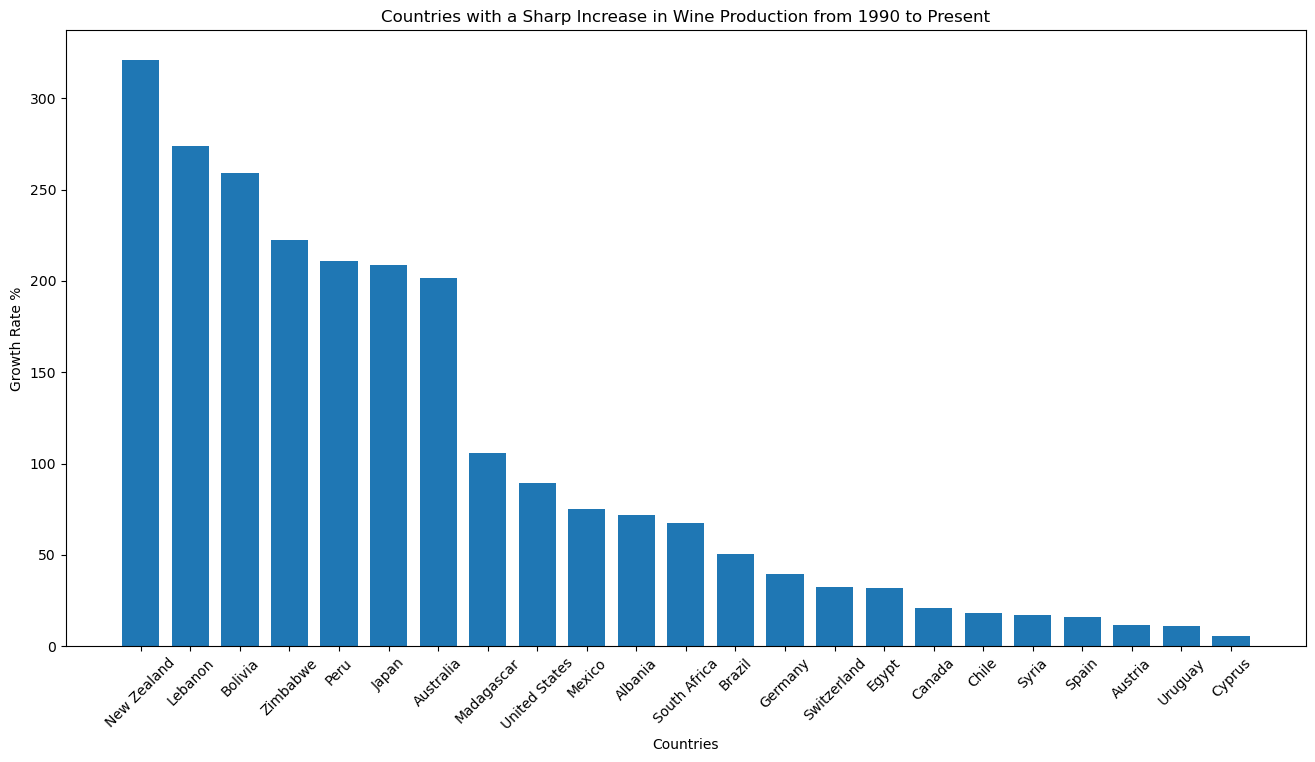 Countries with a Sharp Increase in Wine Production from 1990 to Present
Growth Rate %
300
250
200
150
100
50
0
New Zealand
Lebanon
Bolivia
Zimbabwe
Peru
Japan
Australia
Madagascar
United States
Mexico
Albania
South Africa
Brazil
Germany
Switzerland
Egypt
Canada
Chile
Syria
Spain
Austria
Uruguay
Cyprus
Countries